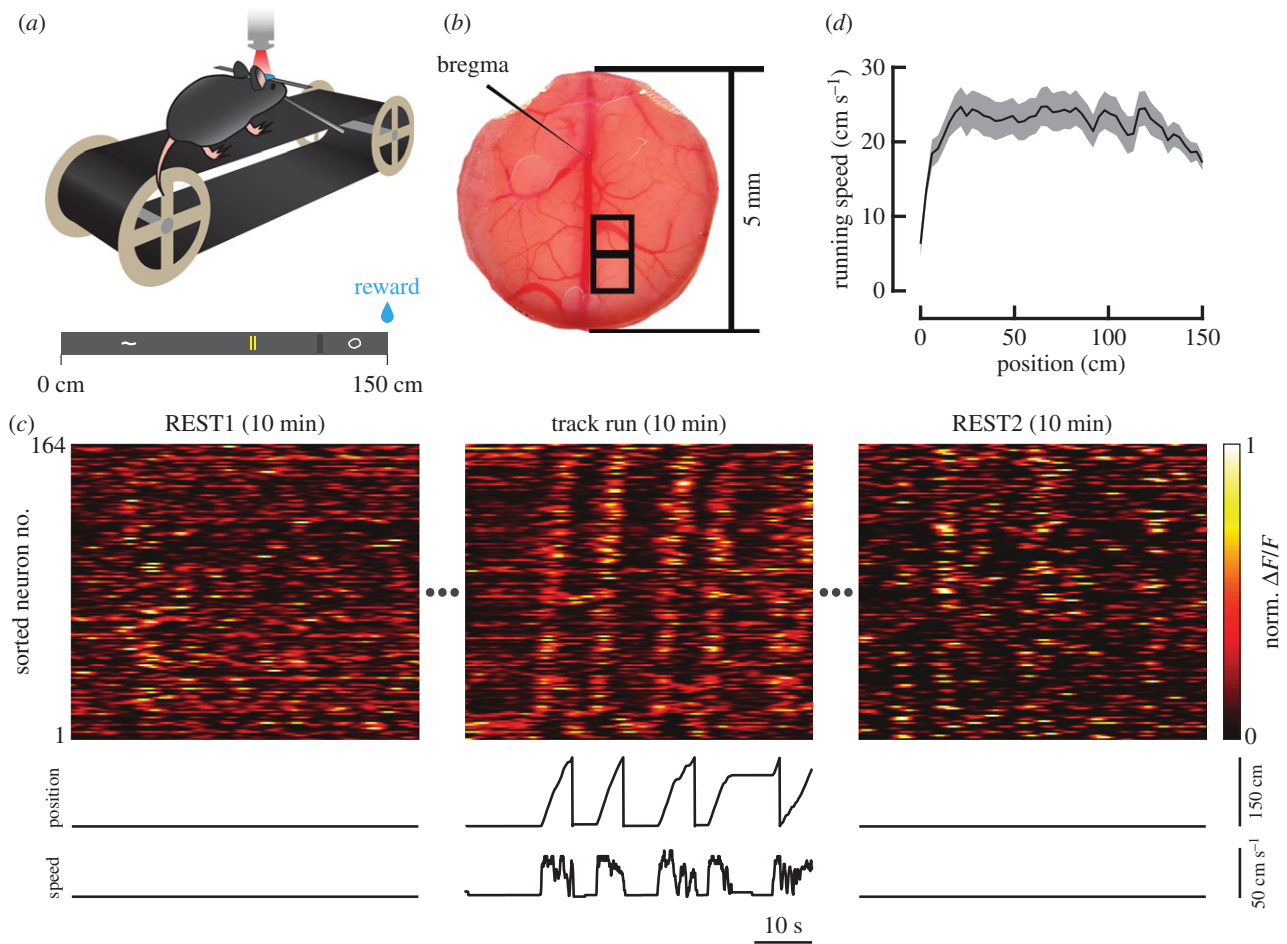 (a)
reward
0 cm
150 cm
(b)
bregma
5 mm
(d)
running speed (cm s⁻¹)
30
20
10
0
0 50 100 150
position (cm)
(c)
REST1 (10 min)
track run (10 min)
REST2 (10 min)
164
sorted neuron no.
1
1
norm. ΔF/F
0
position
150 cm
speed
50 cm s⁻¹
10 s